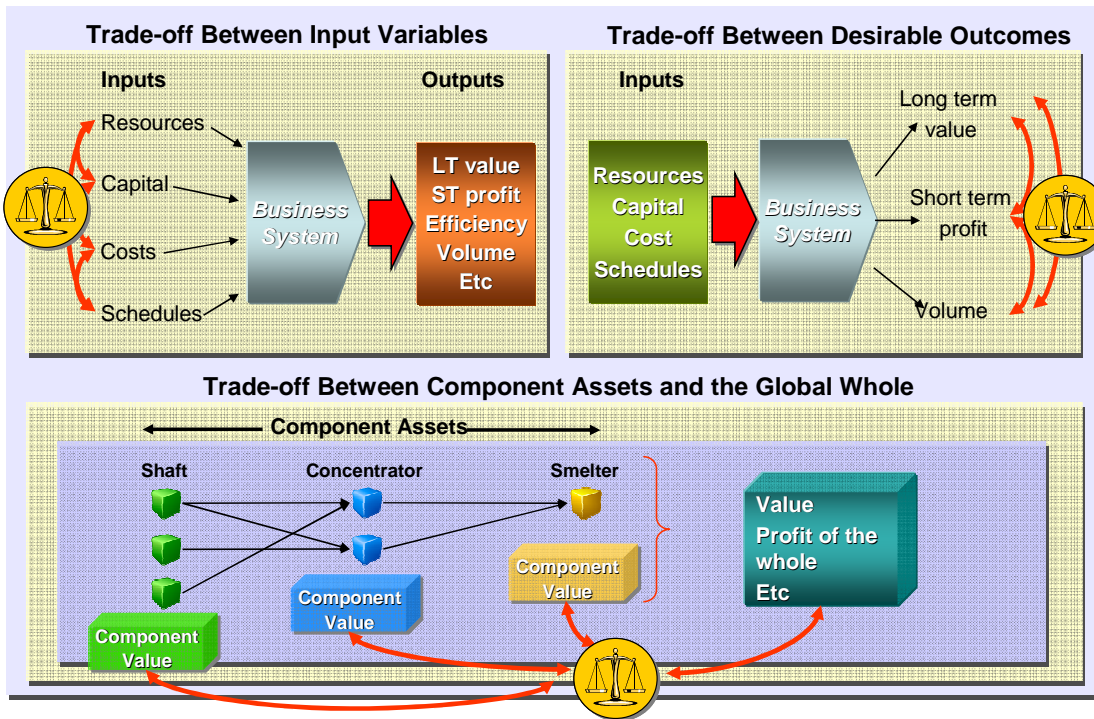 Trade-off Between Input Variables
Inputs
Outputs
Resources
Capital
Costs
Schedules
Business
System
LT value
ST profit
Efficiency
Volume
Etc
Trade-off Between Desirable Outcomes
Inputs
Resources
Capital
Cost
Schedules
Business
System
Long term
value
Short term
profit
Volume
Trade-off Between Component Assets and the Global Whole
Component Assets
Shaft
Concentrator
Smelter
Component
Value
Component
Value
Component
Value
Value
Profit of the
whole
Etc